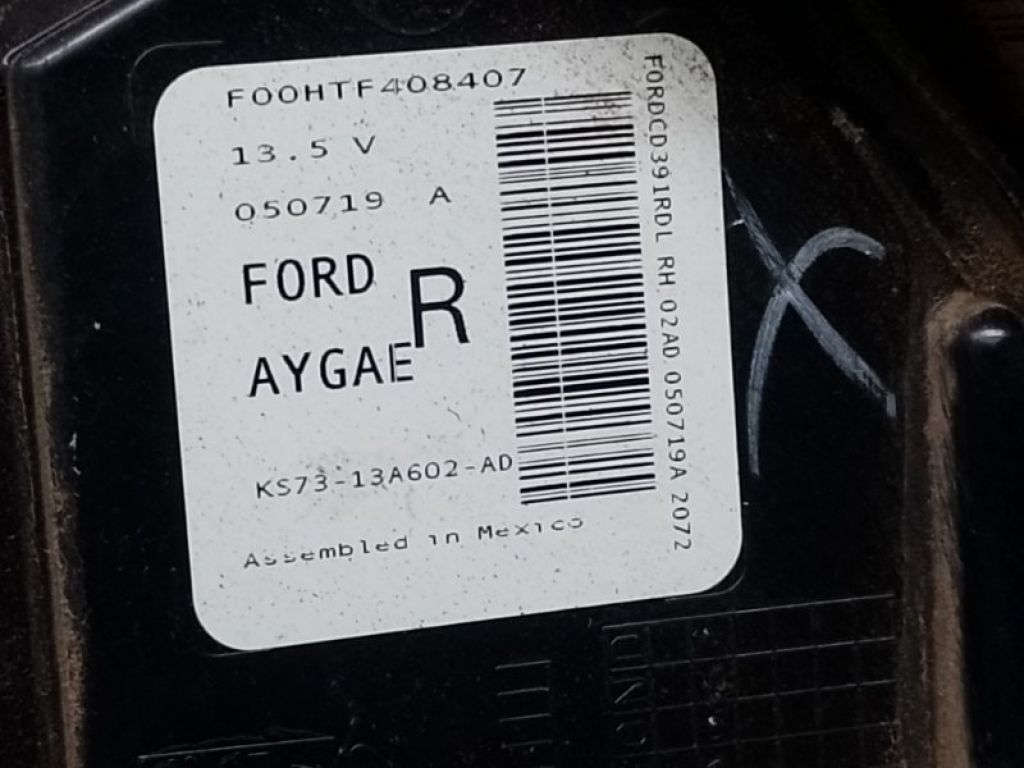 F00HTF408407
13.5 V
050719 A
FORD
R
AYGAE
KS73-13A602-AD
Assembled in Mexico
FORDCD391RDL RH 02AD 050719A 2072
X